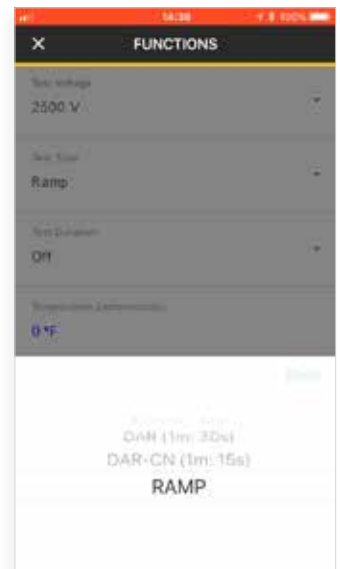 14:38
100%
× FUNCTIONS
Test Voltage
2500 V
Test Type
Ramp
Test Duration
Off
0 °F
DAR (1m: 30s)
DAR-CN (1m: 15s)
RAMP